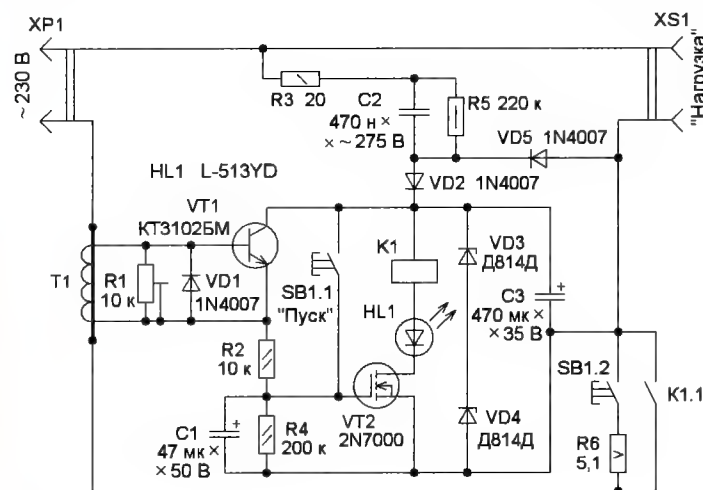 XP1
XS1
~ 230 В
"Нагрузка"
R3 20
C2
470 н ×
× ~ 275 В
R5 220 к
VD5 1N4007
HL1 L-513YD
VD2 1N4007
VT1
КТ3102БМ
T1
R1
10 к
VD1
1N4007
SB1.1
"Пуск"
K1
HL1
VD3
Д814Д
C3
470 мк ×
× 35 В
R2
10 к
VT2
2N7000
SB1.2
K1.1
C1
47 мк ×
× 50 В
R4
200 к
VD4
Д814Д
R6
5,1